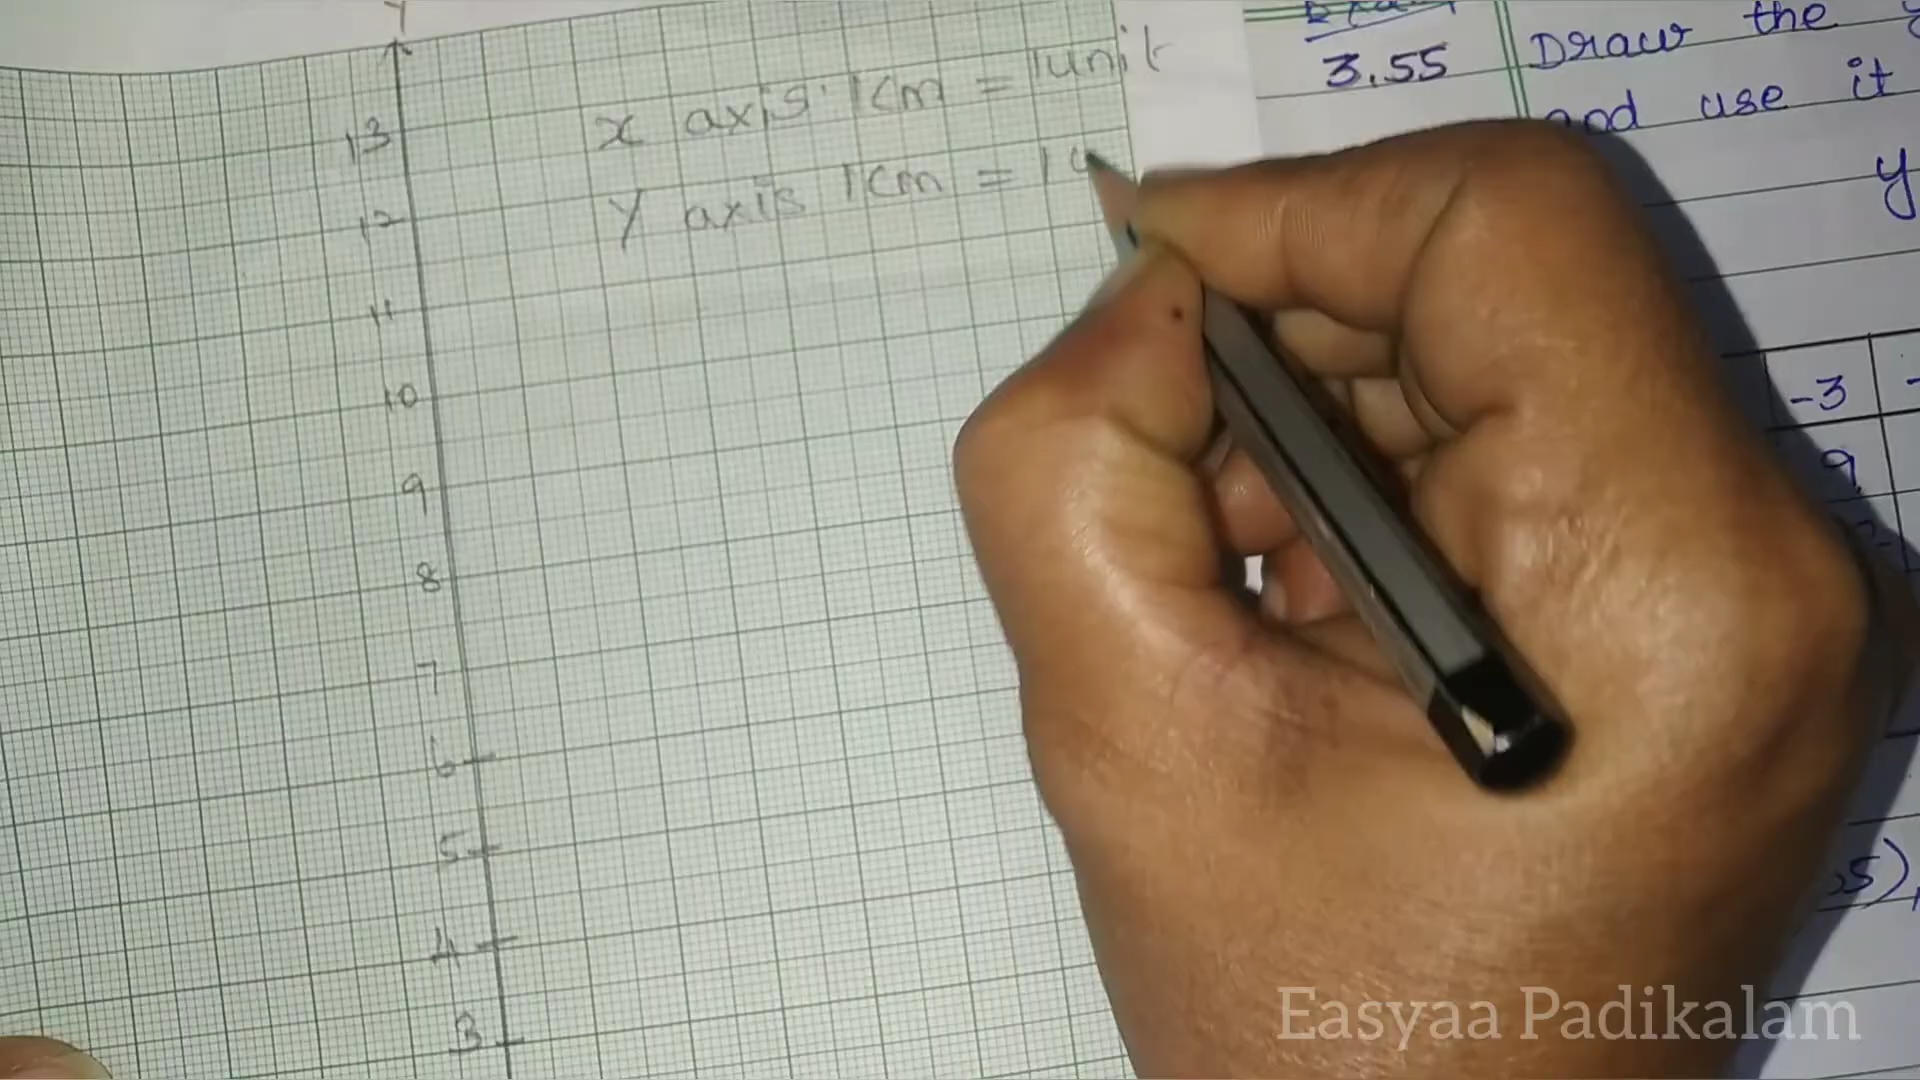 Y
x axis 1cm = 1unit
Y axis 1cm = 1
13
12
11
10
9
8
7
6
5
4
3
3.55
Draw the
and use it
y
-3
9
Easyaa Padikalam